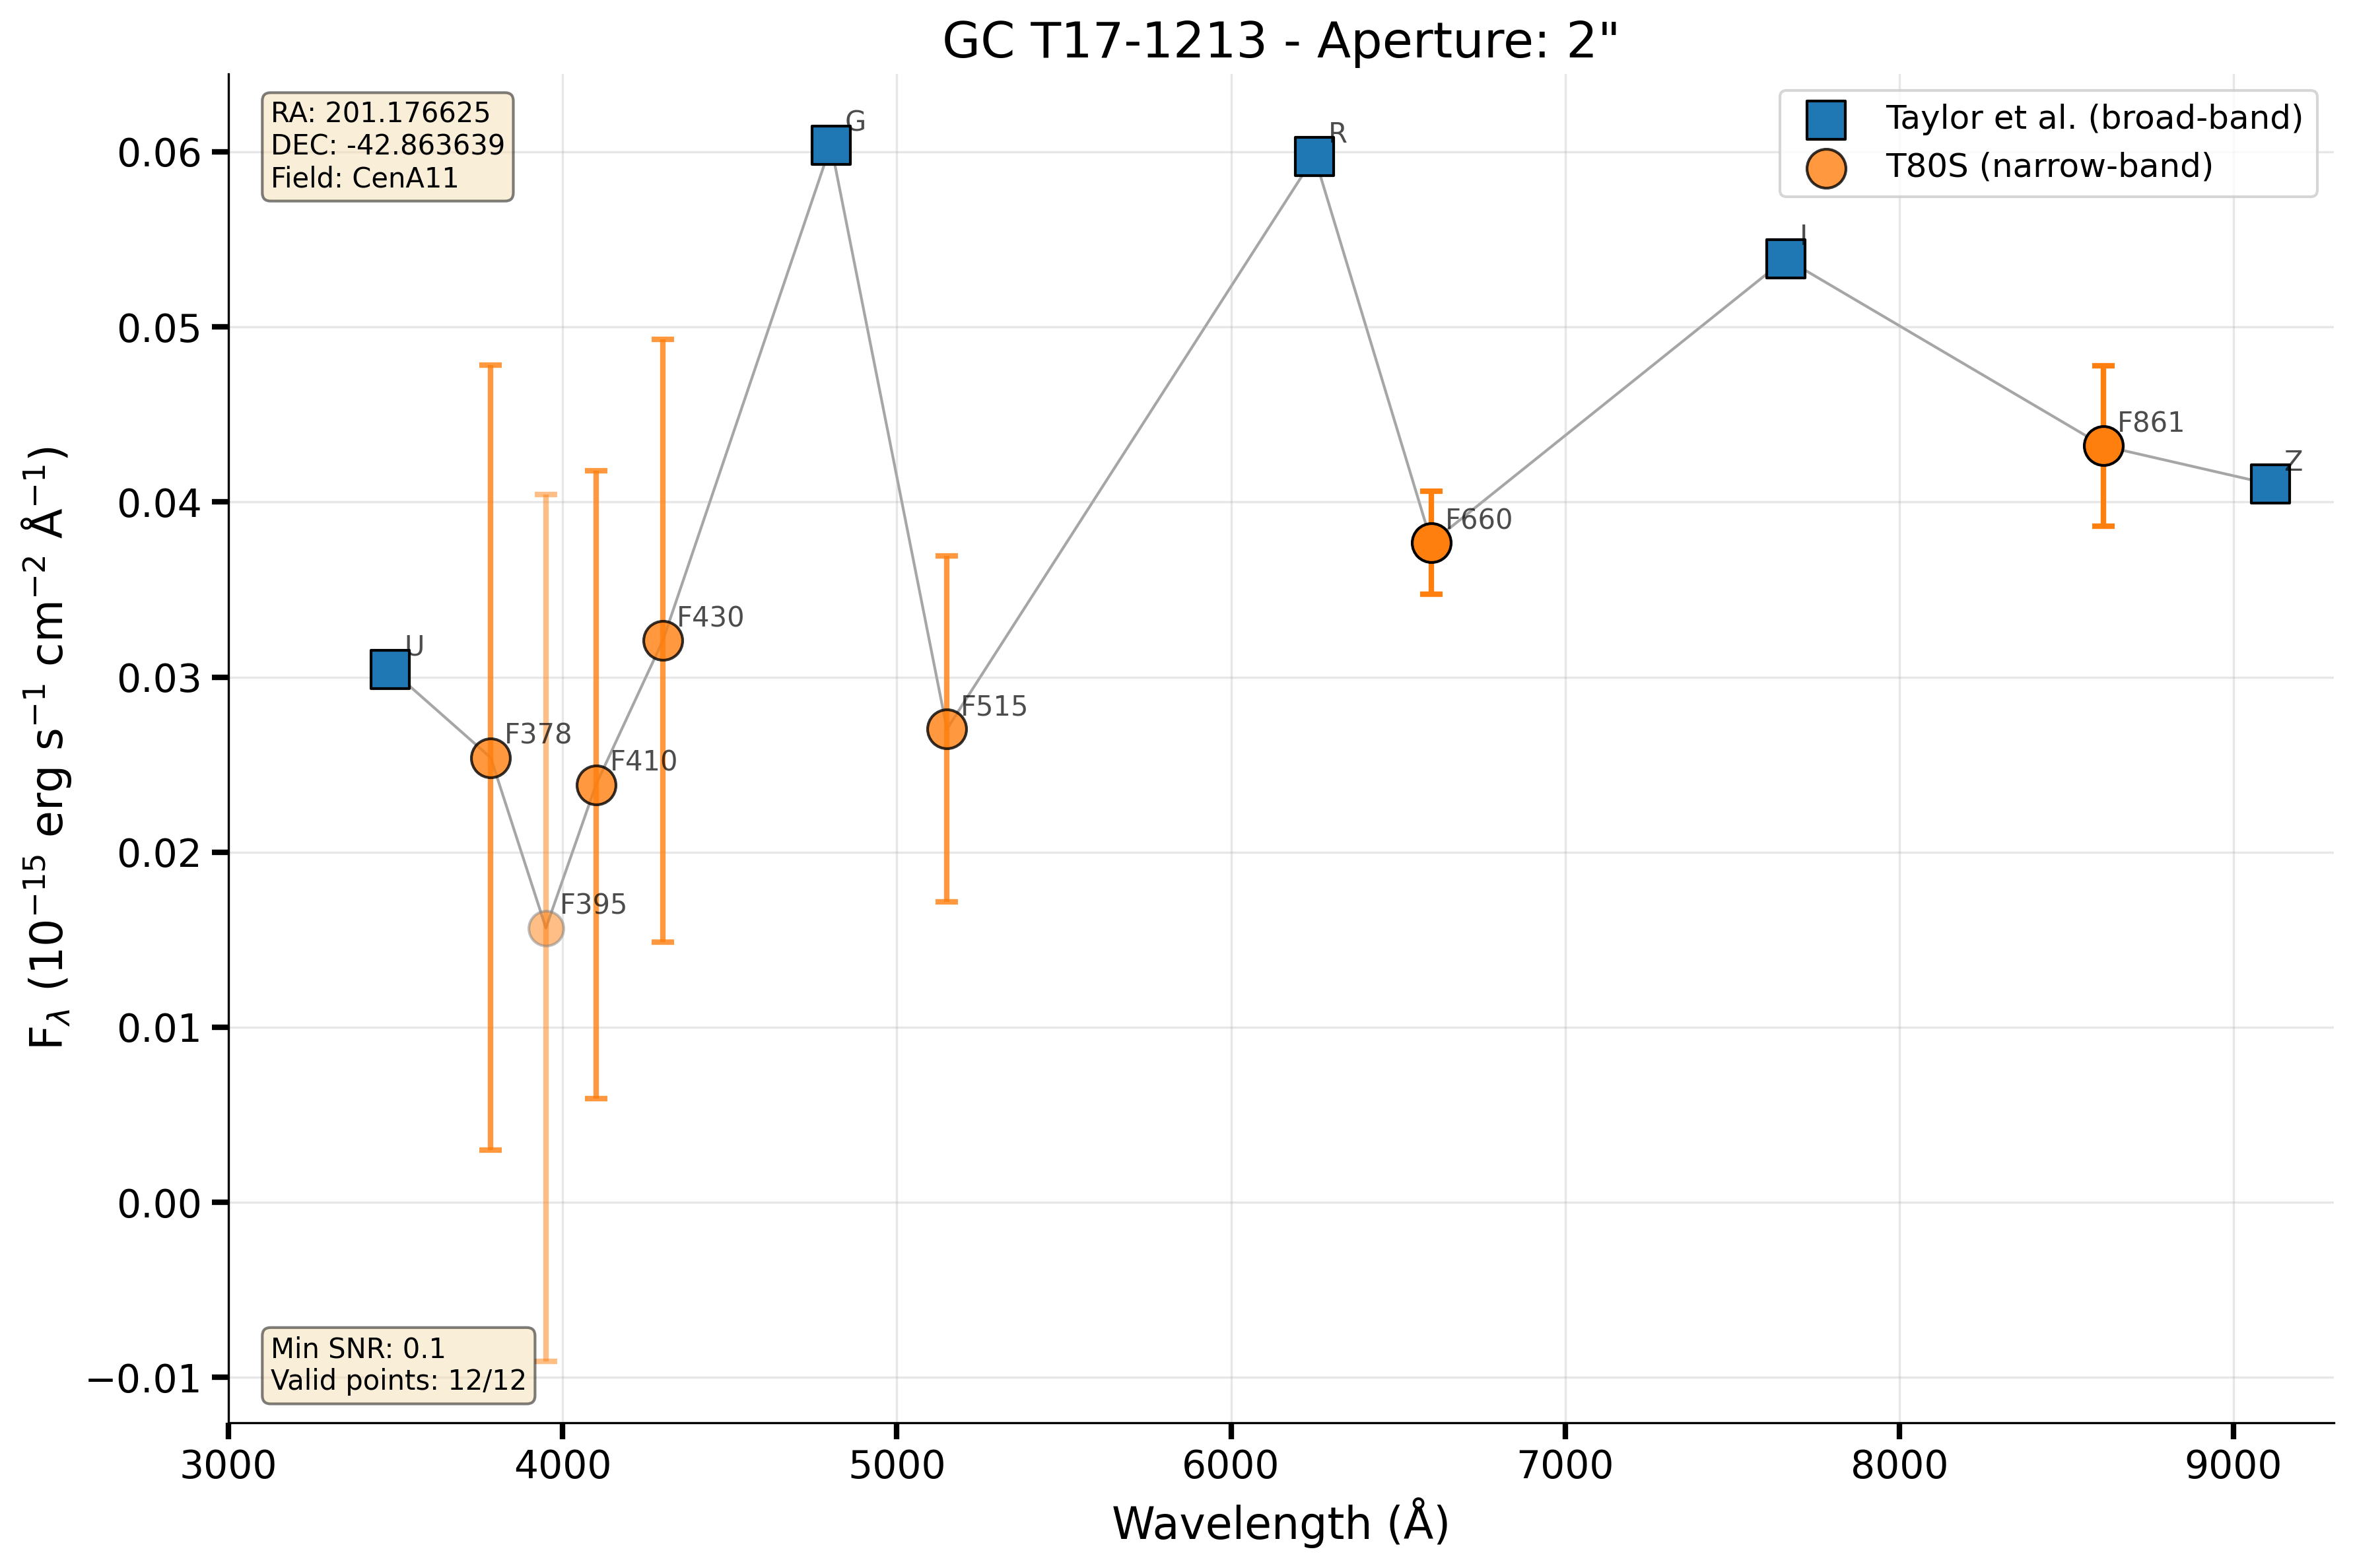 GC T17-1213 - Aperture: 2"
RA: 201.176625
DEC: -42.863639
Field: CenA11
Taylor et al. (broad-band)
T80S (narrow-band)
G
R
I
F861
Z
F660
F430
U
F515
F378
F410
F395
Min SNR: 0.1
Valid points: 12/12
0.06
0.05
0.04
0.03
0.02
0.01
0.00
−0.01
F_λ (10⁻¹⁵ erg s⁻¹ cm⁻² Å⁻¹)
3000 4000 5000 6000 7000 8000 9000
Wavelength (Å)